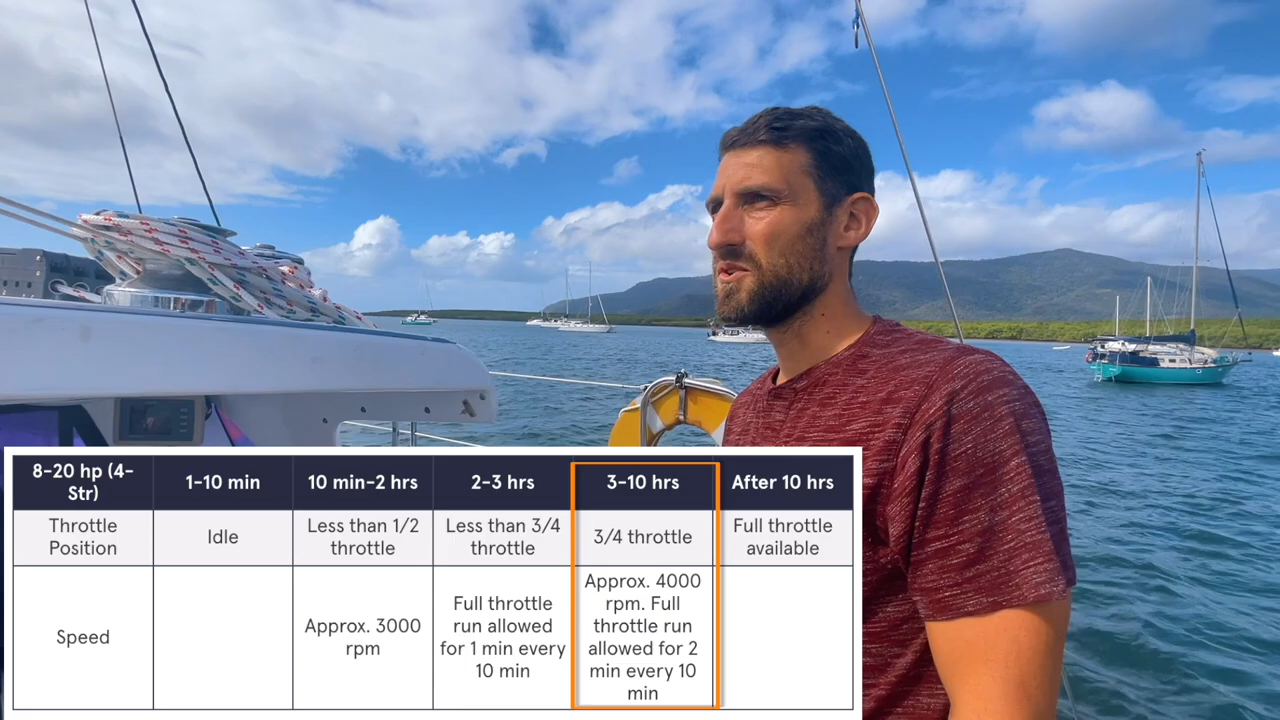 8-20 hp (4-
Str)
1-10 min
10 min-2 hrs
2-3 hrs
3-10 hrs
After 10 hrs
Throttle
Position
Idle
Less than 1/2
throttle
Less than 3/4
throttle
3/4 throttle
Full throttle
available
Speed
Approx. 3000
rpm
Full throttle
run allowed
for 1 min every
10 min
Approx. 4000
rpm. Full
throttle run
allowed for 2
min every 10
min